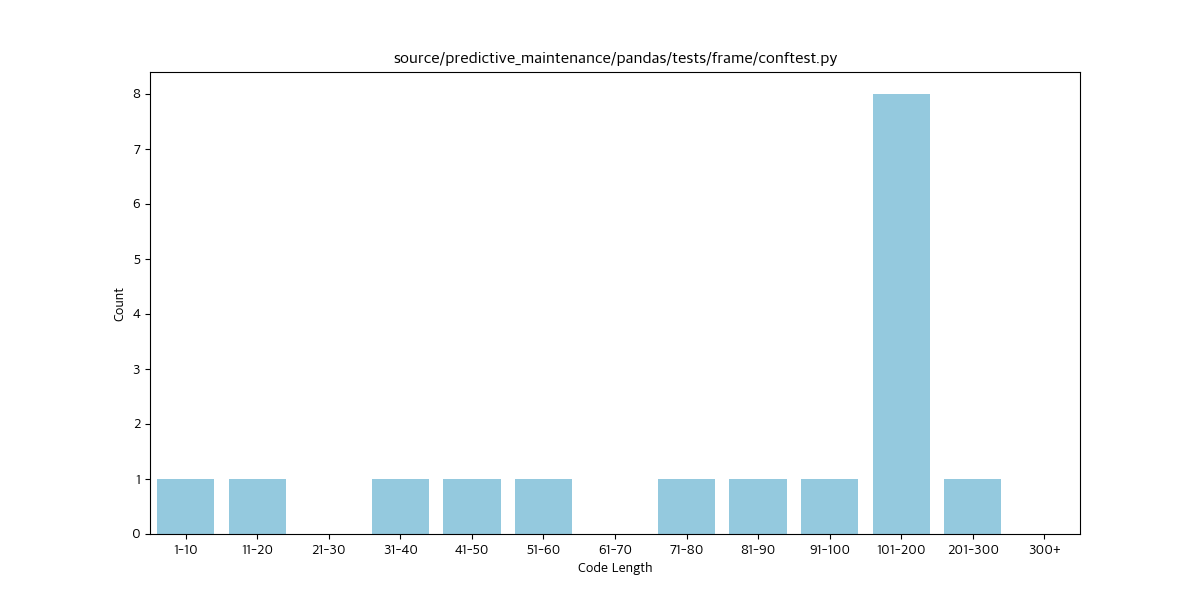 source/predictive_maintenance/pandas/tests/frame/conftest.py
8
7
6
5
4
3
2
1
0
Count
1-10 11-20 21-30 31-40 41-50 51-60 61-70 71-80 81-90 91-100 101-200 201-300 300+
Code Length